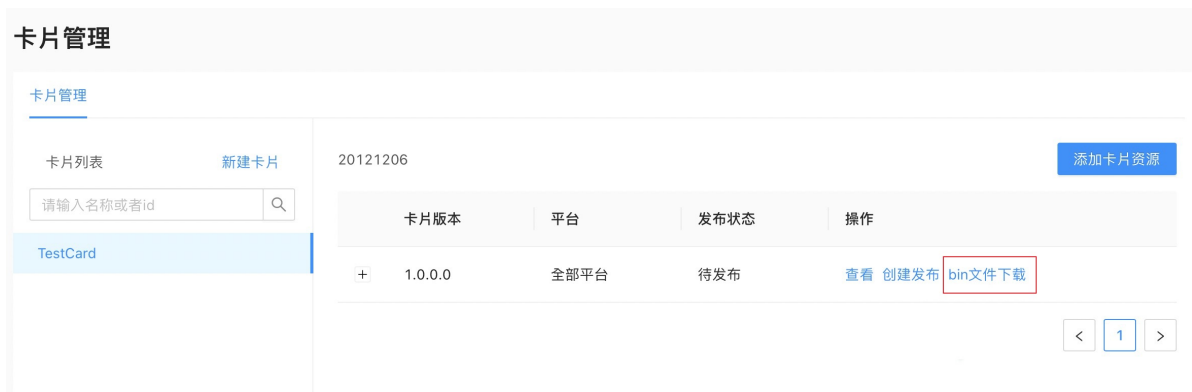 卡片管理
卡片管理
卡片列表 新建卡片
请输入名称或者id
TestCard
20121206 添加卡片资源
卡片版本 平台 发布状态 操作
1.0.0.0 全部平台 待发布 查看 创建发布 bin文件下载
< 1 >